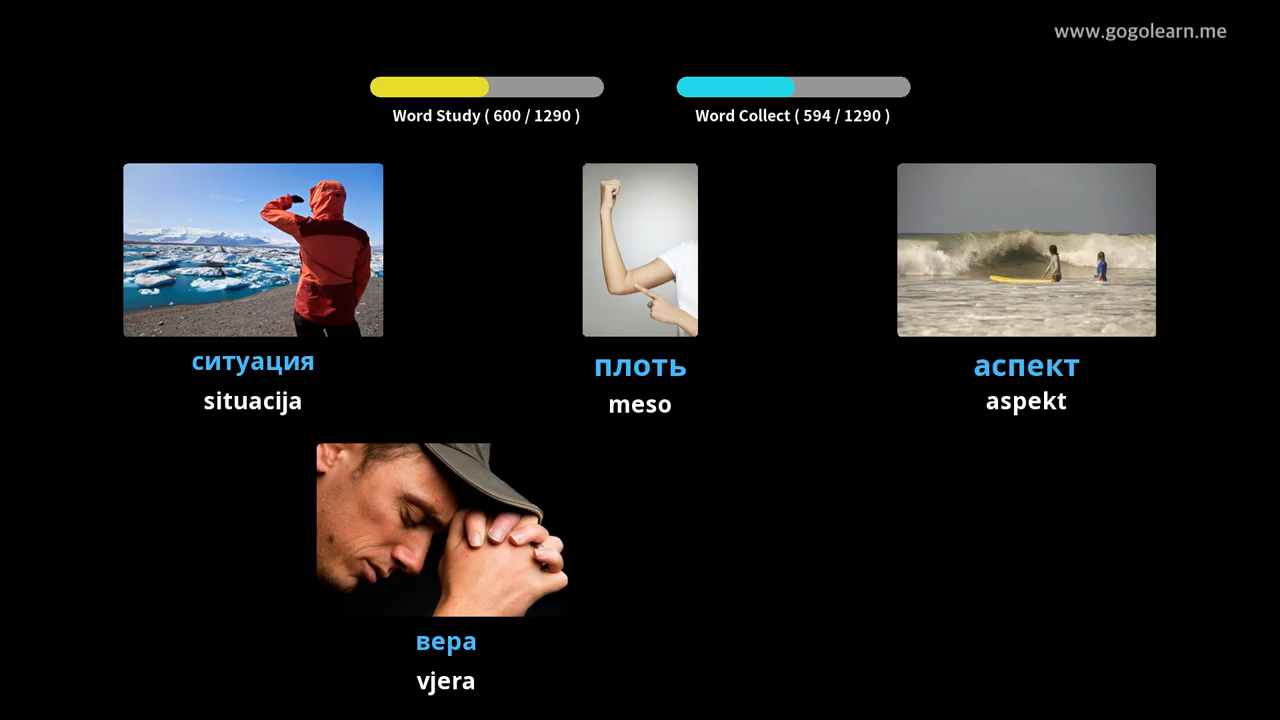 www.gogolearn.me
Word Study ( 600 / 1290 )
Word Collect ( 594 / 1290 )
ситуация
situacija
плоть
meso
аспект
aspekt
вера
vjera